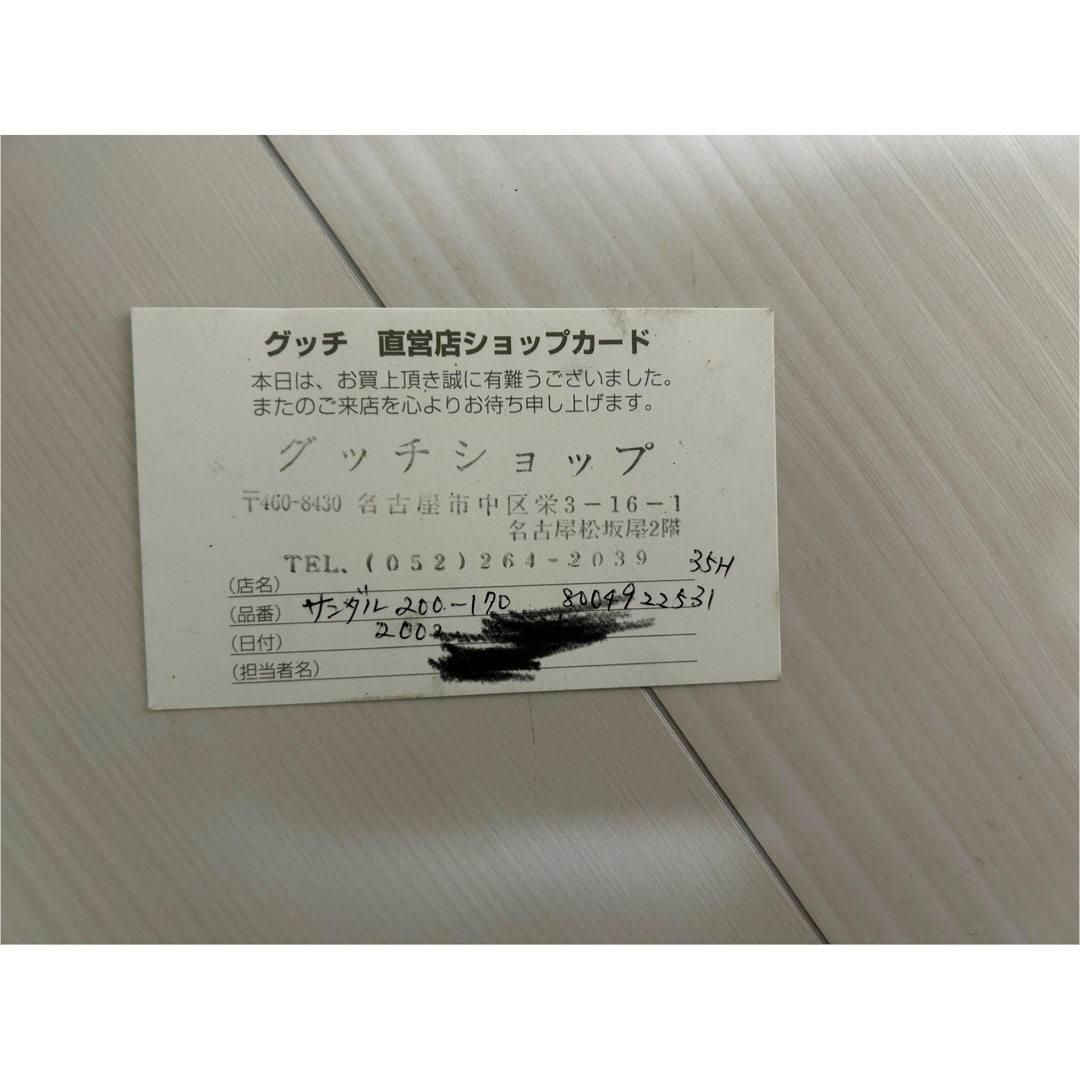 グッチ 直営店ショップカード
本日は、お買上頂き誠に有難うございました。
またのご来店を心よりお待ち申し上げます。
グッチショップ
〒460-8430 名古屋市中区栄3-16-1
名古屋松坂屋2階
TEL.(052)264-2039
(店名)
35H
(品番) サンダル 200-170 8004922531
(日付) 2002
(担当者名)